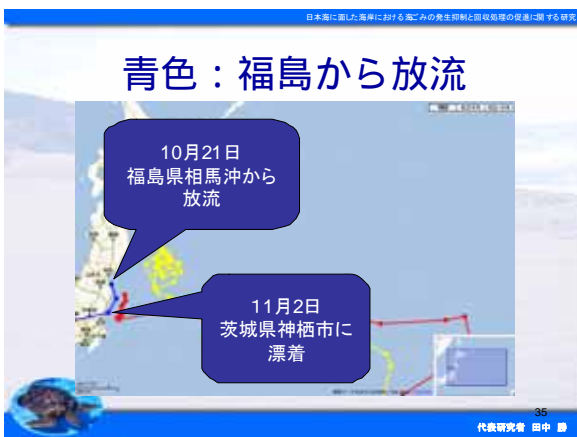 日本海に面した海岸における海ごみの発生抑制と回収処理の促進に関する研究
青色：福島から放流
10月21日
福島県相馬沖から
放流
11月2日
茨城県神栖市に
漂着
35
代表研究者 田中 勝